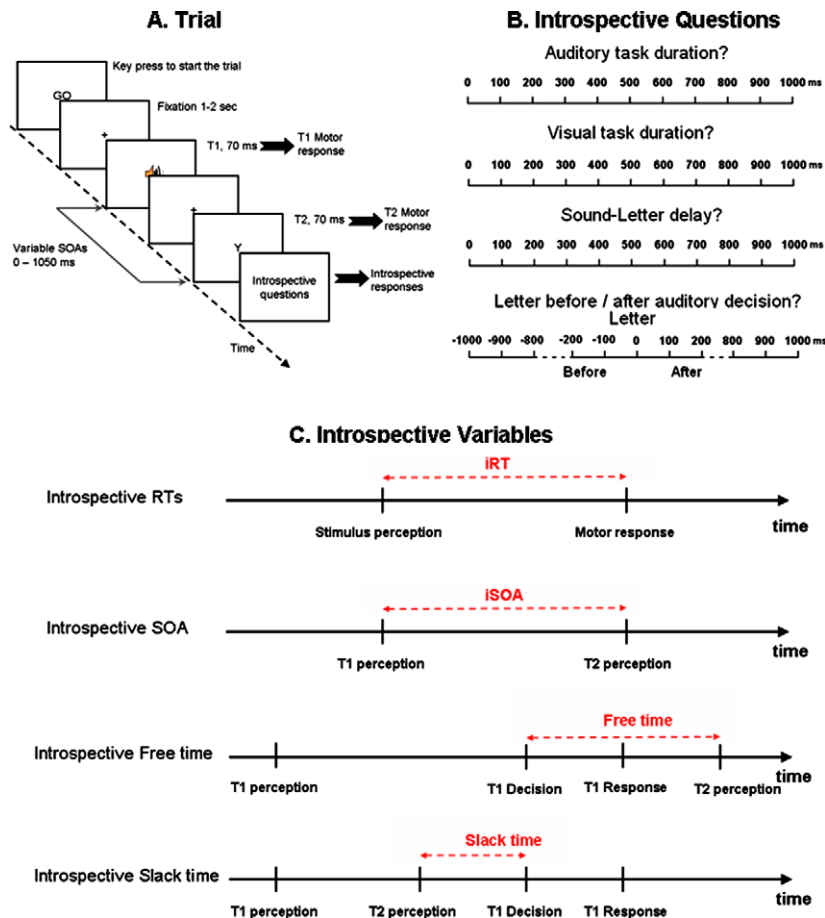 A. Trial
Key press to start the trial
GO
Fixation 1-2 sec
+
T1, 70 ms
T1 Motor
response
+
T2, 70 ms
T2 Motor
response
Y
Variable SOAs
0 – 1050 ms
Introspective
questions
Introspective
responses
Time
B. Introspective Questions
Auditory task duration?
0 100 200 300 400 500 600 700 800 900 1000 ms
Visual task duration?
0 100 200 300 400 500 600 700 800 900 1000 ms
Sound-Letter delay?
0 100 200 300 400 500 600 700 800 900 1000 ms
Letter before / after auditory decision?
Letter
-1000 -900 -800 -200 -100 0 100 200 800 900 1000 ms
Before After
C. Introspective Variables
iRT
Introspective RTs
time
Stimulus perception Motor response
iSOA
Introspective SOA
time
T1 perception T2 perception
Free time
Introspective Free time
time
T1 perception T1 Decision T1 Response T2 perception
Slack time
Introspective Slack time
T1 perception T2 perception T1 Decision T1 Response